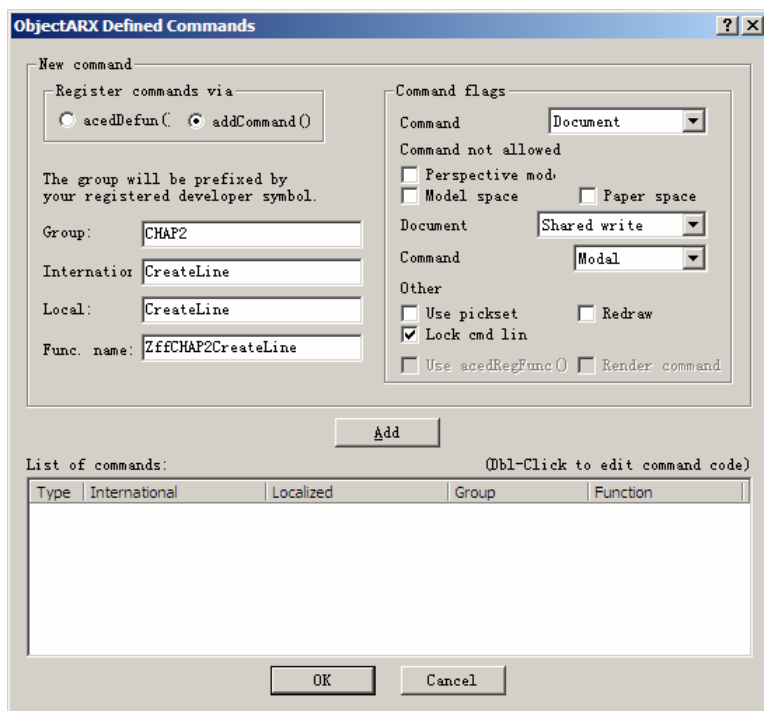 ObjectARX Defined Commands
New command
Register commands via
acedDefun(
addCommand()
The group will be prefixed by
your registered developer symbol.
Group: CHAP2
Internation CreateLine
Local: CreateLine
Func. name: ZffCHAP2CreateLine
Command flags
Command Document
Command not allowed
Perspective mod
Model space Paper space
Document Shared write
Command Modal
Other
Use pickset Redraw
Lock cmd lin
Use acedRegFunc() Render command
Add
List of commands: (Dbl-Click to edit command code)
Type International Localized Group Function
OK Cancel